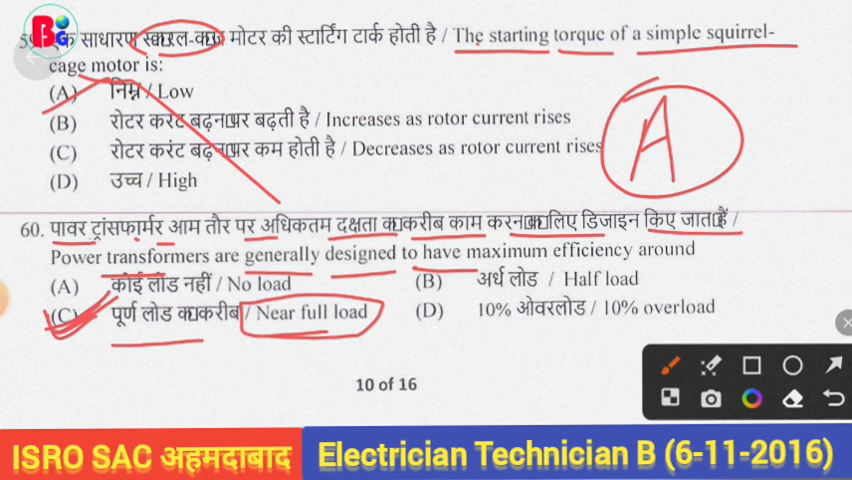 BG
59. एक साधारण स्क्विरल-केज मोटर की स्टार्टिंग टार्क होती है / The starting torque of a simple squirrel-
cage motor is:
(A) निम्न / Low
(B) रोटर करंट बढ़ने पर बढ़ती है / Increases as rotor current rises
(C) रोटर करंट बढ़ने पर कम होती है / Decreases as rotor current rises
(D) उच्च / High
A
60. पावर ट्रांसफार्मर आम तौर पर अधिकतम दक्षता के करीब काम करने के लिए डिजाइन किए जाते हैं /
Power transformers are generally designed to have maximum efficiency around
(A) कोई लोड नहीं / No load (B) अर्ध लोड / Half load
(C) पूर्ण लोड के करीब / Near full load (D) 10% ओवरलोड / 10% overload
10 of 16
ISRO SAC अहमदाबाद Electrician Technician B (6-11-2016)